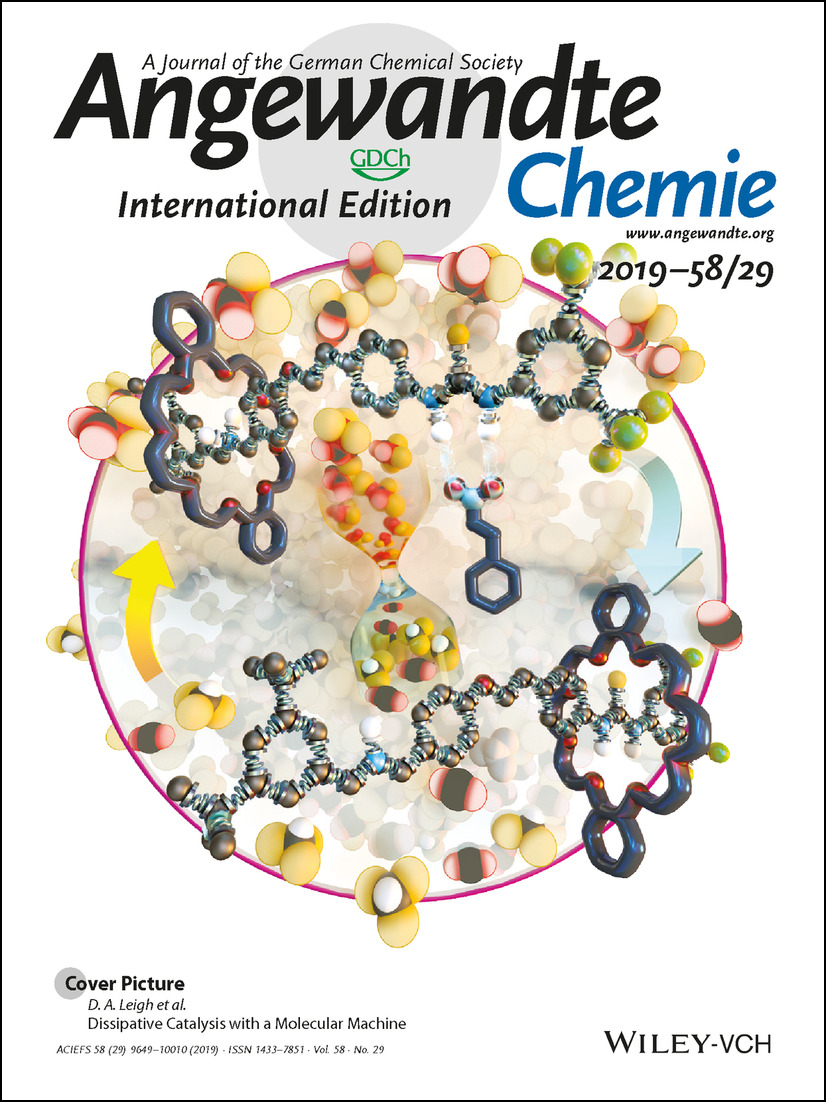 A Journal of the German Chemical Society
Angewandte
GDCh
International Edition
Chemie
www.angewandte.org
2019–58/29
Cover Picture
D. A. Leigh et al.
Dissipative Catalysis with a Molecular Machine
ACIEFS 58 (29) 9649–10010 (2019) · ISSN 1433–7851 · Vol. 58 · No. 29
WILEY-VCH